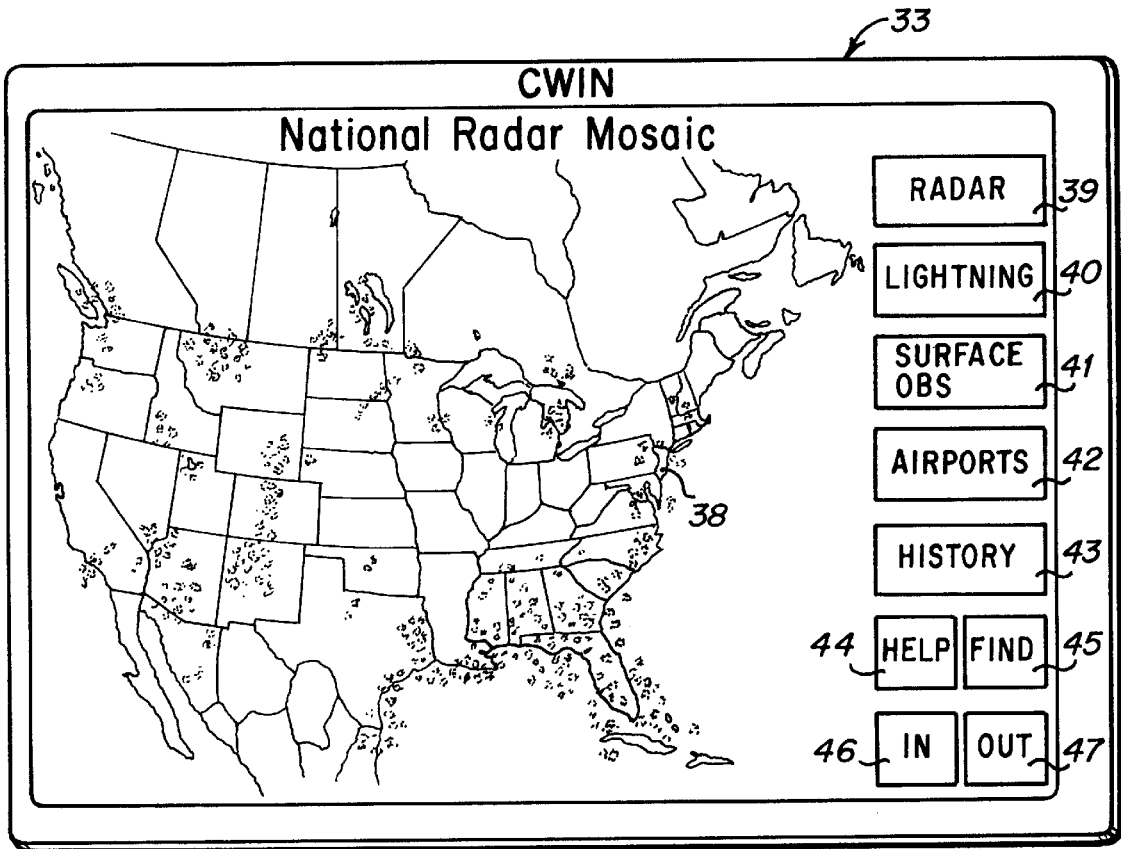 33
CWIN
National Radar Mosaic
RADAR
39
LIGHTNING
40
SURFACE
OBS
41
AIRPORTS
42
38
HISTORY
43
44
HELP
FIND
45
46
IN
OUT
47